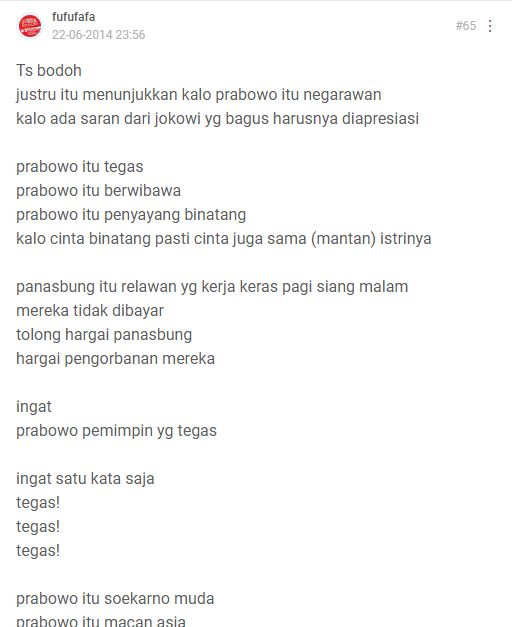 fufufafa
22-06-2014 23:56
#65
Ts bodoh
justru itu menunjukkan kalo prabowo itu negarawan
kalo ada saran dari jokowi yg bagus harusnya diapresiasi
prabowo itu tegas
prabowo itu berwibawa
prabowo itu penyayang binatang
kalo cinta binatang pasti cinta juga sama (mantan) istrinya
panasbung itu relawan yg kerja keras pagi siang malam
mereka tidak dibayar
tolong hargai panasbung
hargai pengorbanan mereka
ingat
prabowo pemimpin yg tegas
ingat satu kata saja
tegas!
tegas!
tegas!
prabowo itu soekarno muda
prabowo itu macan asia